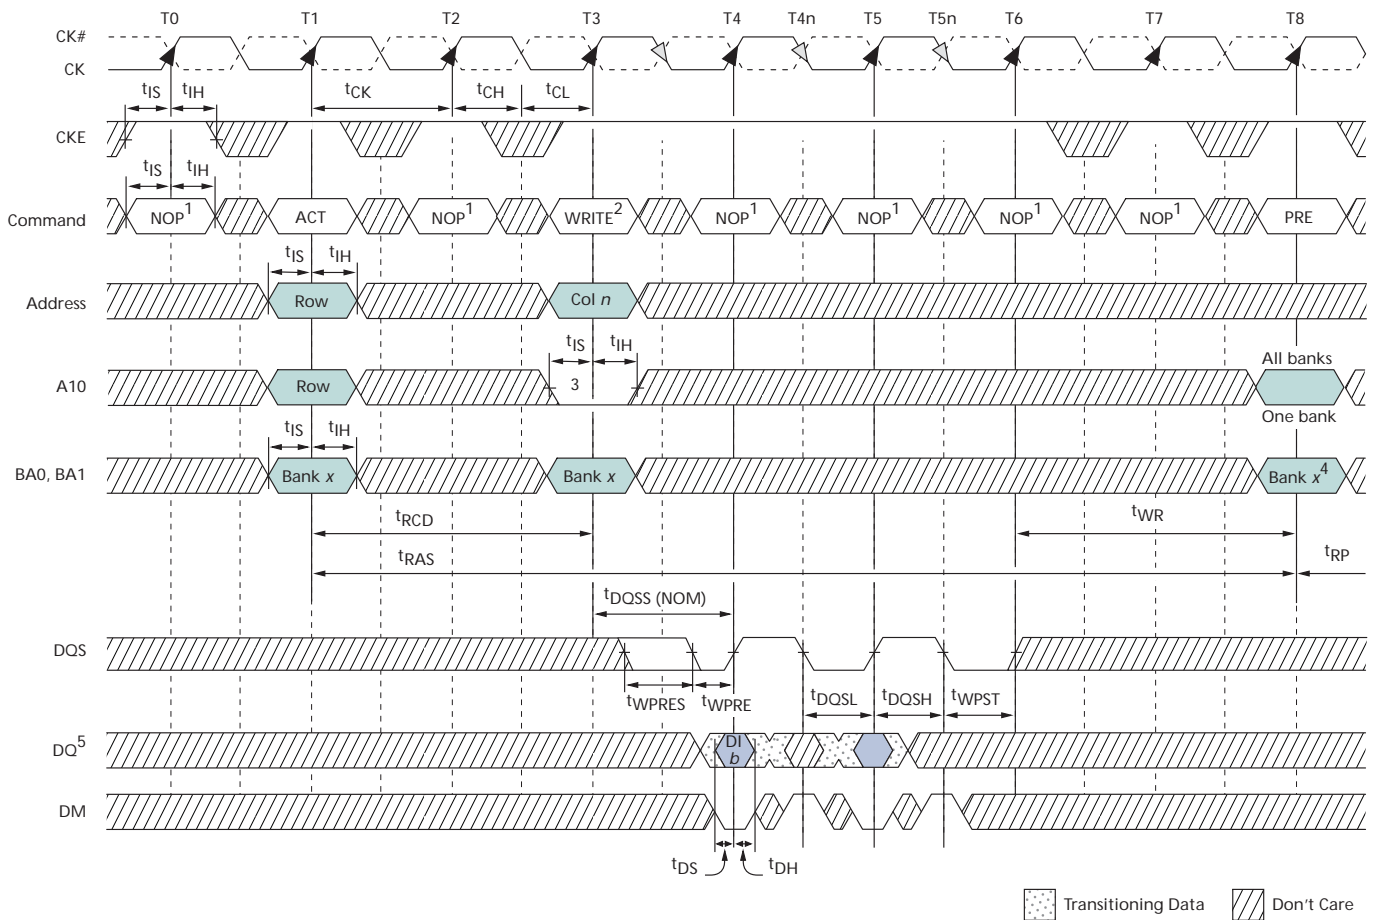 T0 T1 T2 T3 T4 T4n T5 T5n T6 T7 T8
CK#
CK
tIS tIH tCK tCH tCL
CKE
tIS tIH
Command NOP1 ACT NOP1 WRITE2 NOP1 NOP1 NOP1 NOP1 PRE
tIS tIH
Address Row Col n
tIS tIH
All banks
A10 Row 3
One bank
tIS tIH
BA0, BA1 Bank x Bank x Bank x4
tRCD tWR
tRAS tRP
tDQSS (NOM)
DQS
tWPRES tWPRE tDQSL tDQSH tWPST
DQ5 DI
b
DM
tDS tDH
Transitioning Data Don't Care